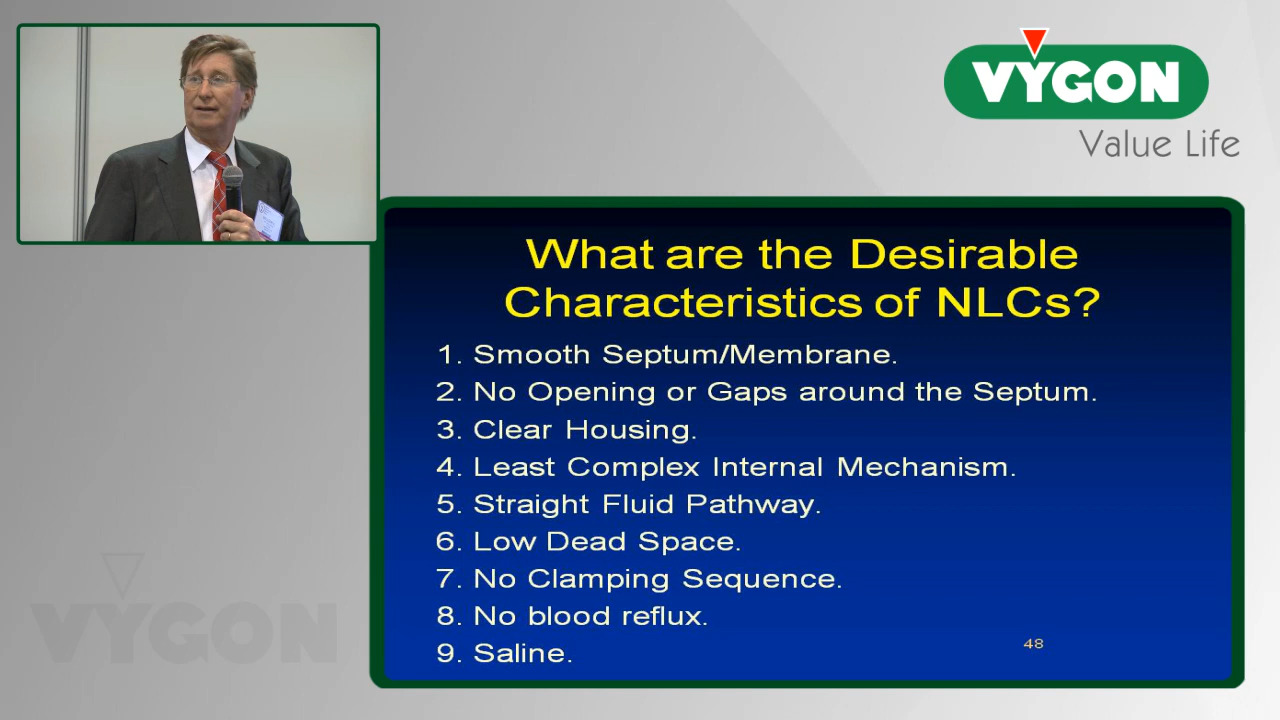 VYGON
Value Life
What are the Desirable
Characteristics of NLCs?
1. Smooth Septum/Membrane.
2. No Opening or Gaps around the Septum.
3. Clear Housing.
4. Least Complex Internal Mechanism.
5. Straight Fluid Pathway.
6. Low Dead Space.
7. No Clamping Sequence.
8. No blood reflux.
9. Saline.
48
VYGON